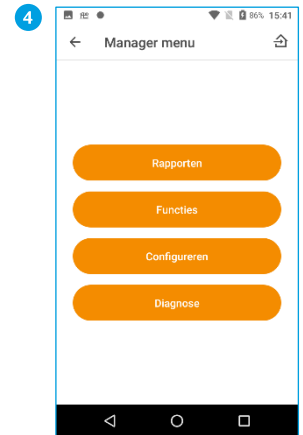 4
86% 15:41
Manager menu
Rapporten
Functies
Configureren
Diagnose